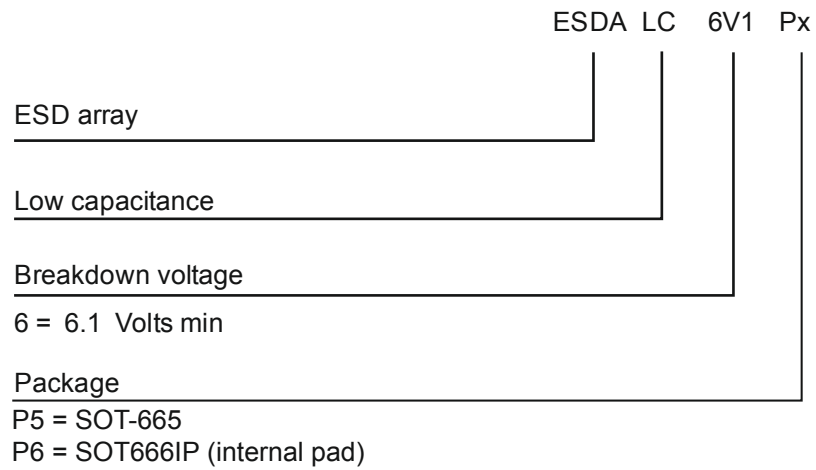 ESDA LC 6V1 Px
ESD array
Low capacitance
Breakdown voltage
6 = 6.1 Volts min
Package
P5 = SOT-665
P6 = SOT666IP (internal pad)